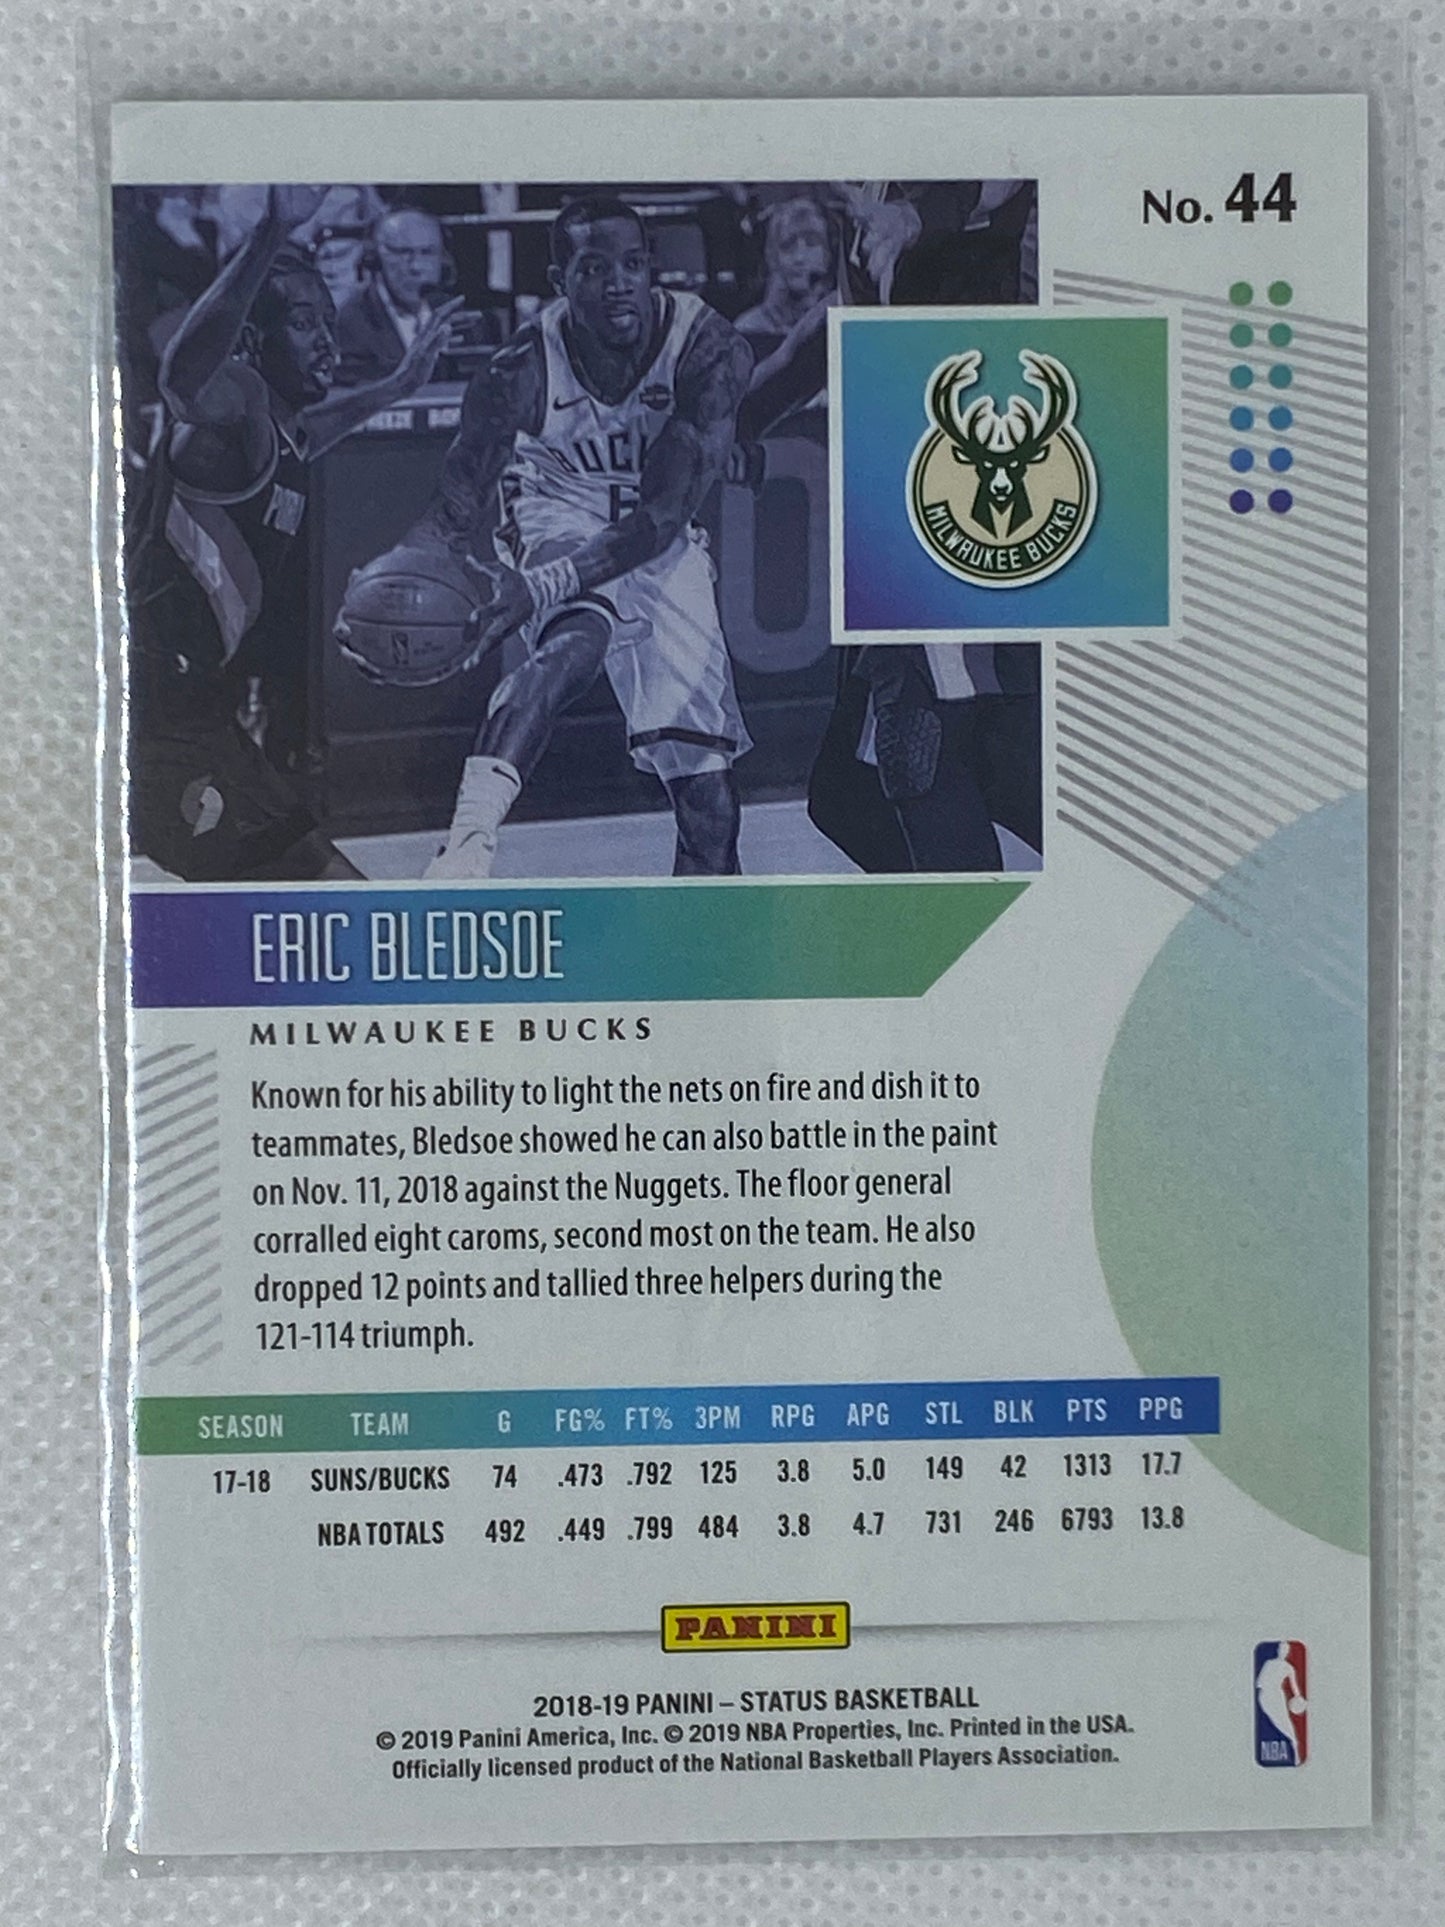 No. 44
BUCKS
MILWAUKEE BUCKS
ERIC BLEDSOE
MILWAUKEE BUCKS
Known for his ability to light the nets on fire and dish it to
teammates, Bledsoe showed he can also battle in the paint
on Nov. 11, 2018 against the Nuggets. The floor general
corralled eight caroms, second most on the team. He also
dropped 12 points and tallied three helpers during the
121-114 triumph.
SEASON TEAM G FG% FT% 3PM RPG APG STL BLK PTS PPG
17-18 SUNS/BUCKS 74 .473 .792 125 3.8 5.0 149 42 1313 17.7
NBA TOTALS 492 .449 .799 484 3.8 4.7 731 246 6793 13.8
PANINI
2018-19 PANINI – STATUS BASKETBALL
© 2019 Panini America, Inc. © 2019 NBA Properties, Inc. Printed in the USA.
Officially licensed product of the National Basketball Players Association.
NBA